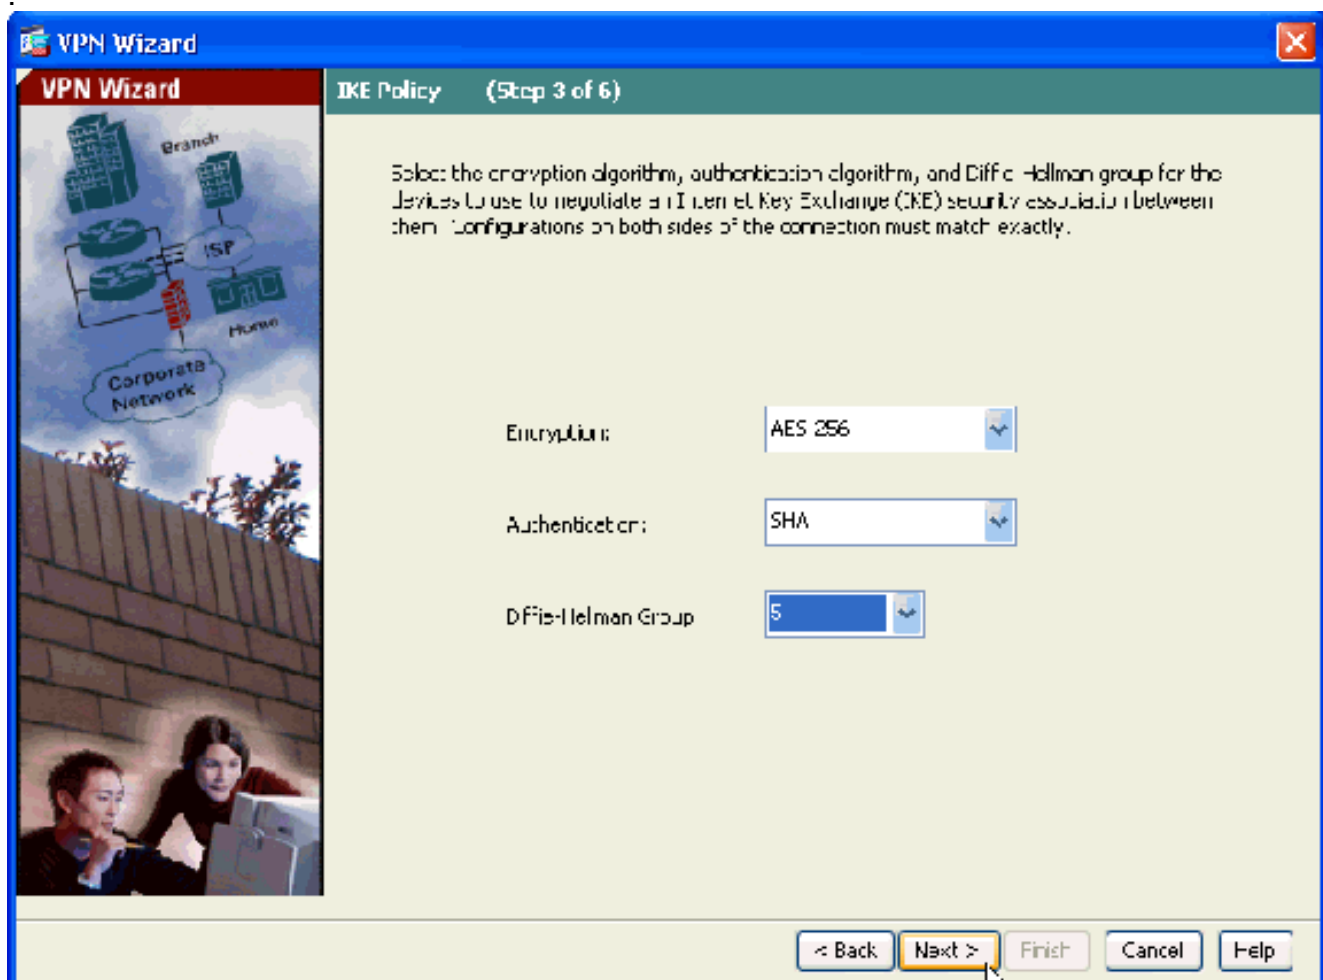 VPN Wizard
VPN Wizard
IKE Policy (Step 3 of 6)
Branch
ISP
Home
Corporate
Network
Select the encryption algorithm, authentication algorithm, and Diffie-Hellman group for the
devices to use to negotiate an Internet Key Exchange (IKE) security association between
them. Configurations on both sides of the connection must match exactly.
Encryption:
AES-256
Authentication:
SHA
Diffie-Hellman Group:
5
< Back
Next >
Finish
Cancel
Help